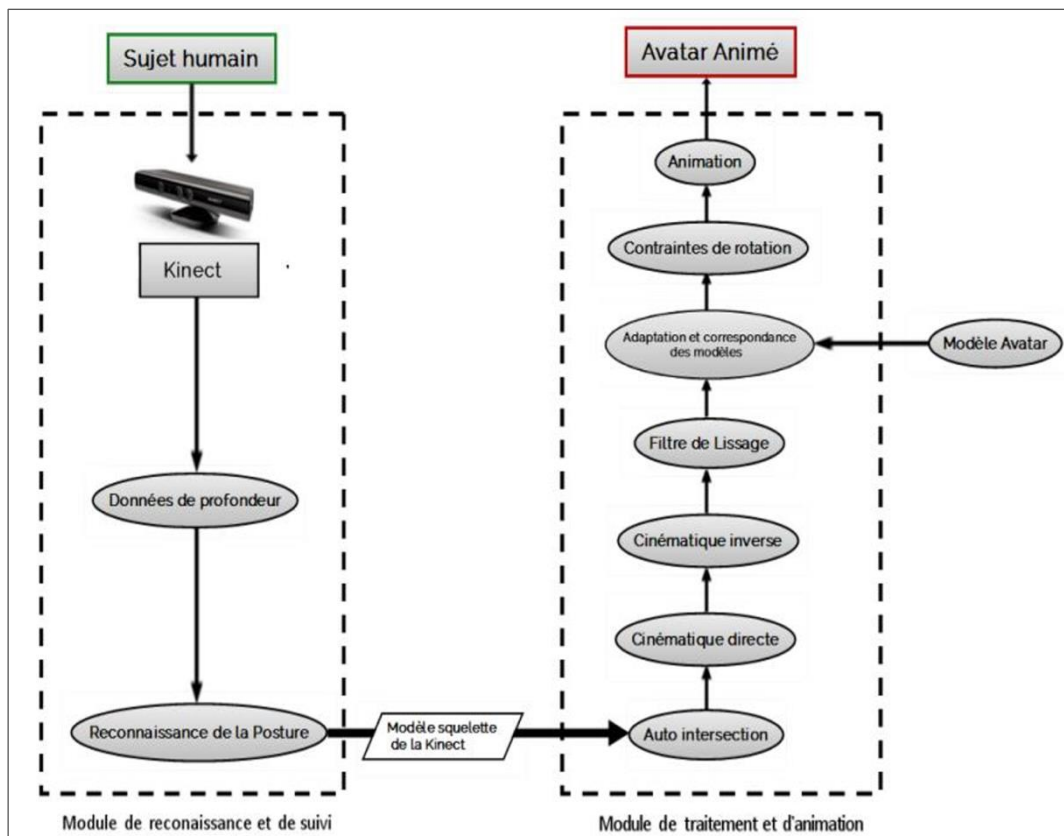 Sujet humain
Kinect
Données de profondeur
Reconnaissance de la Posture
Modèle squelette
de la Kinect
Module de reconaissance et de suivi
Avatar Animé
Animation
Contraintes de rotation
Adaptation et correspondance
des modèles
Modèle Avatar
Filtre de Lissage
Cinématique inverse
Cinématique directe
Auto intersection
Module de traitement et d'animation